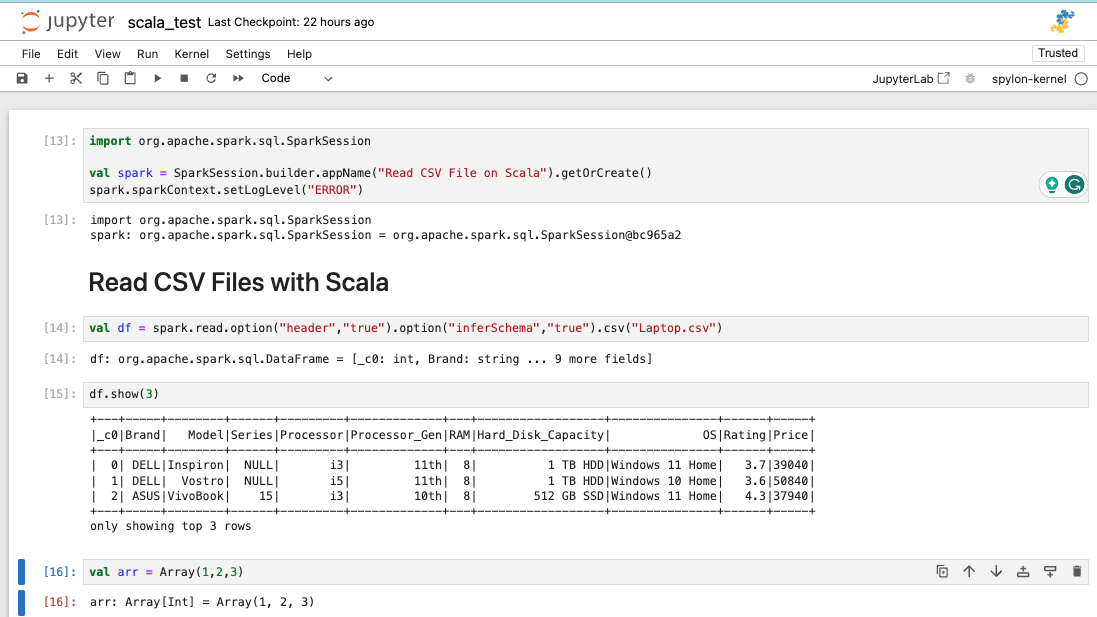 jupyter scala_test Last Checkpoint: 22 hours ago
File Edit View Run Kernel Settings Help Trusted
Code JupyterLab spylon-kernel
[13]: import org.apache.spark.sql.SparkSession
val spark = SparkSession.builder.appName("Read CSV File on Scala").getOrCreate()
spark.sparkContext.setLogLevel("ERROR")
[13]: import org.apache.spark.sql.SparkSession
spark: org.apache.spark.sql.SparkSession = org.apache.spark.sql.SparkSession@bc965a2
Read CSV Files with Scala
[14]: val df = spark.read.option("header","true").option("inferSchema","true").csv("Laptop.csv")
[14]: df: org.apache.spark.sql.DataFrame = [_c0: int, Brand: string ... 9 more fields]
[15]: df.show(3)
+---+-----+--------+------+---------+-------------+---+------------------+---------------+------+-----+
|_c0|Brand|   Model|Series|Processor|Processor_Gen|RAM|Hard_Disk_Capacity|             OS|Rating|Price|
+---+-----+--------+------+---------+-------------+---+------------------+---------------+------+-----+
|  0| DELL|Inspiron|  NULL|       i3|         11th|  8|          1 TB HDD|Windows 11 Home|   3.7|39040|
|  1| DELL|  Vostro|  NULL|       i5|         11th|  8|          1 TB HDD|Windows 10 Home|   3.6|50840|
|  2| ASUS|VivoBook|    15|       i3|         10th|  8|        512 GB SSD|Windows 11 Home|   4.3|37940|
+---+-----+--------+------+---------+-------------+---+------------------+---------------+------+-----+
only showing top 3 rows
[16]: val arr = Array(1,2,3)
[16]: arr: Array[Int] = Array(1, 2, 3)